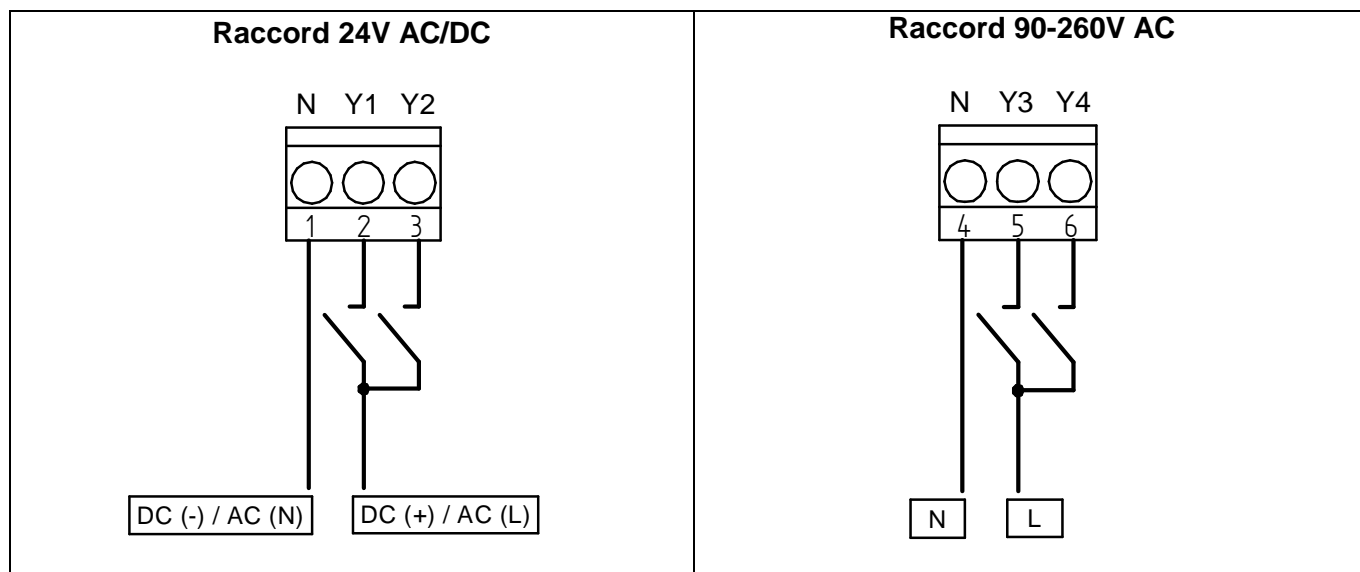 Raccord 24V AC/DC
N Y1 Y2
1 2 3
DC (-) / AC (N) DC (+) / AC (L)
Raccord 90-260V AC
N Y3 Y4
4 5 6
N L